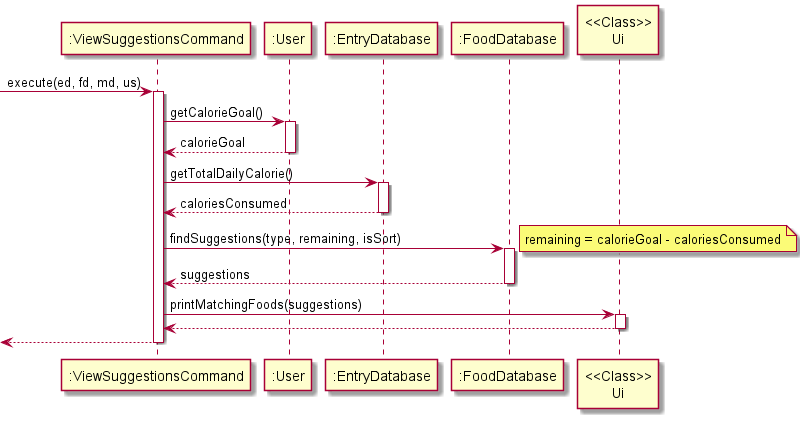 <<Class>>
:ViewSuggestionsCommand :User :EntryDatabase :FoodDatabase Ui
execute(ed, fd, md, us)
getCalorieGoal()
calorieGoal
getTotalDailyCalorie()
caloriesConsumed
findSuggestions(type, remaining, isSort) remaining = calorieGoal - caloriesConsumed
suggestions
printMatchingFoods(suggestions)
:ViewSuggestionsCommand :User :EntryDatabase :FoodDatabase <<Class>>
Ui